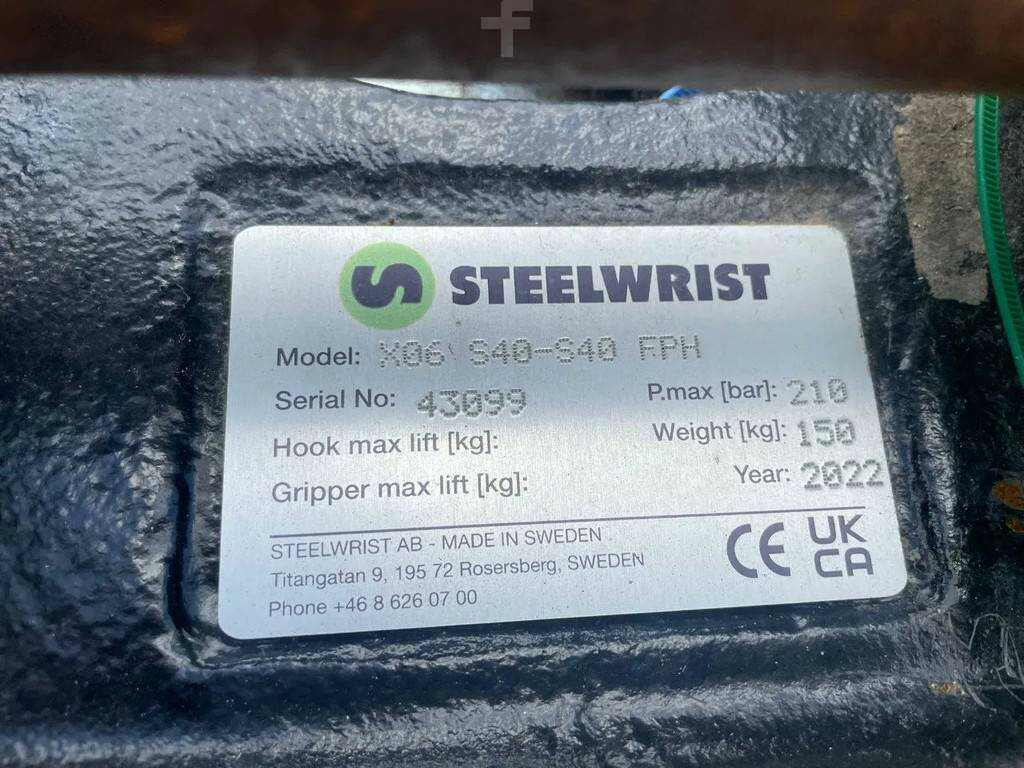 f
STEELWRIST
Model: X06 S40-S40 FPH
Serial No: 43099
P.max [bar]: 210
Hook max lift [kg]:
Weight [kg]: 150
Gripper max lift [kg]:
Year: 2022
STEELWRIST AB - MADE IN SWEDEN
Titangatan 9, 195 72 Rosersberg, SWEDEN
Phone +46 8 626 07 00
CE
UK
CA